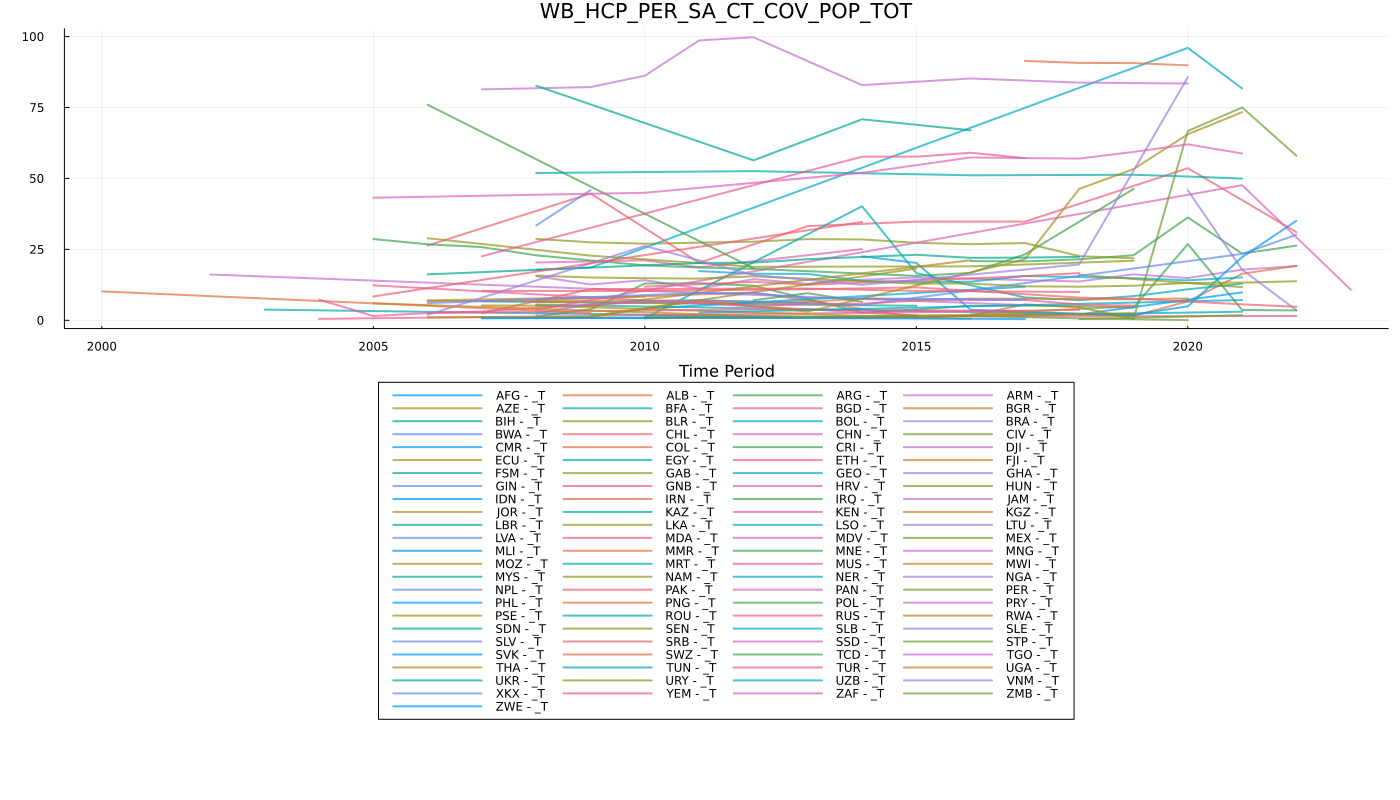 WB_HCP_PER_SA_CT_COV_POP_TOT
100
75
50
25
0
2000 2005 2010 2015 2020
Time Period
AFG - _T ALB - _T ARG - _T ARM - _T
AZE - _T BFA - _T BGD - _T BGR - _T
BIH - _T BLR - _T BOL - _T BRA - _T
BWA - _T CHL - _T CHN - _T CIV - _T
CMR - _T COL - _T CRI - _T DJI - _T
ECU - _T EGY - _T ETH - _T FJI - _T
FSM - _T GAB - _T GEO - _T GHA - _T
GIN - _T GNB - _T HRV - _T HUN - _T
IDN - _T IRN - _T IRQ - _T JAM - _T
JOR - _T KAZ - _T KEN - _T KGZ - _T
LBR - _T LKA - _T LSO - _T LTU - _T
LVA - _T MDA - _T MDV - _T MEX - _T
MLI - _T MMR - _T MNE - _T MNG - _T
MOZ - _T MRT - _T MUS - _T MWI - _T
MYS - _T NAM - _T NER - _T NGA - _T
NPL - _T PAK - _T PAN - _T PER - _T
PHL - _T PNG - _T POL - _T PRY - _T
PSE - _T ROU - _T RUS - _T RWA - _T
SDN - _T SEN - _T SLB - _T SLE - _T
SLV - _T SRB - _T SSD - _T STP - _T
SVK - _T SWZ - _T TCD - _T TGO - _T
THA - _T TUN - _T TUR - _T UGA - _T
UKR - _T URY - _T UZB - _T VNM - _T
XKX - _T YEM - _T ZAF - _T ZMB - _T
ZWE - _T